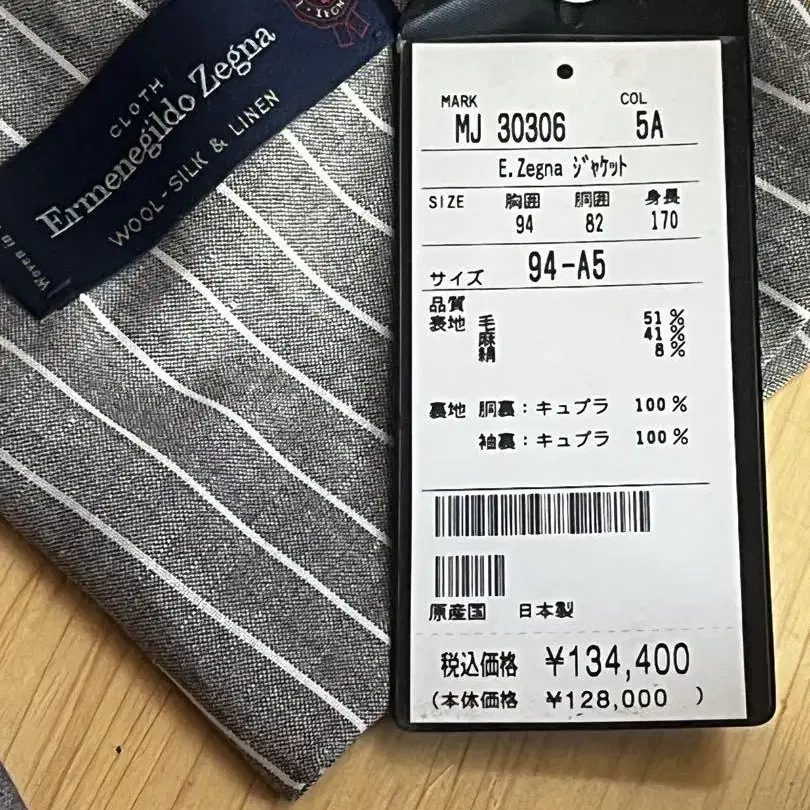 CLOTH
Ermenegildo Zegna
WOOL - SILK & LINEN
Woven in
MARK COL
MJ 30306 5A
E.Zegna ジャケット
SIZE 胸囲 胴囲 身長
94 82 170
サイズ 94-A5
品質
表地 毛 51%
麻 41%
絹 8%
裏地 胴裏:キュプラ 100%
袖裏:キュプラ 100%
原産国 日本製
税込価格 ¥134,400
(本体価格 ¥128,000 )